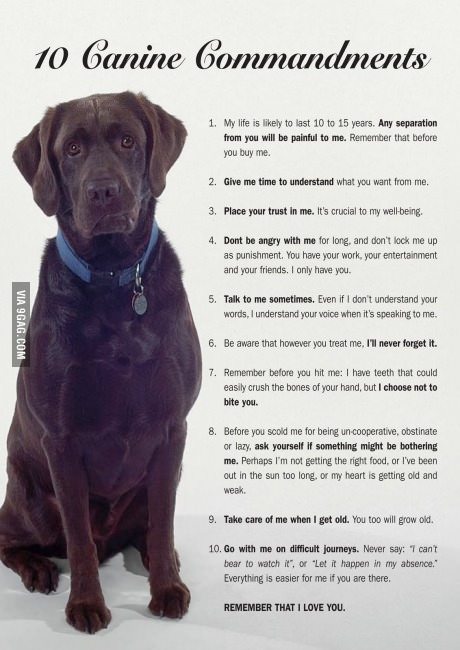 10 Canine Commandments
1. My life is likely to last 10 to 15 years. Any separation
from you will be painful to me. Remember that before
you buy me.
2. Give me time to understand what you want from me.
3. Place your trust in me. It's crucial to my well-being.
4. Dont be angry with me for long, and don't lock me up
as punishment. You have your work, your entertainment
and your friends. I only have you.
5. Talk to me sometimes. Even if I don't understand your
words, I understand your voice when it's speaking to me.
6. Be aware that however you treat me, I'll never forget it.
7. Remember before you hit me: I have teeth that could
easily crush the bones of your hand, but I choose not to
bite you.
8. Before you scold me for being un-cooperative, obstinate
or lazy, ask yourself if something might be bothering
me. Perhaps I'm not getting the right food, or I've been
out in the sun too long, or my heart is getting old and
weak.
9. Take care of me when I get old. You too will grow old.
10. Go with me on difficult journeys. Never say: "I can't
bear to watch it", or "Let it happen in my absence."
Everything is easier for me if you are there.
REMEMBER THAT I LOVE YOU.
VIA 9GAG.COM